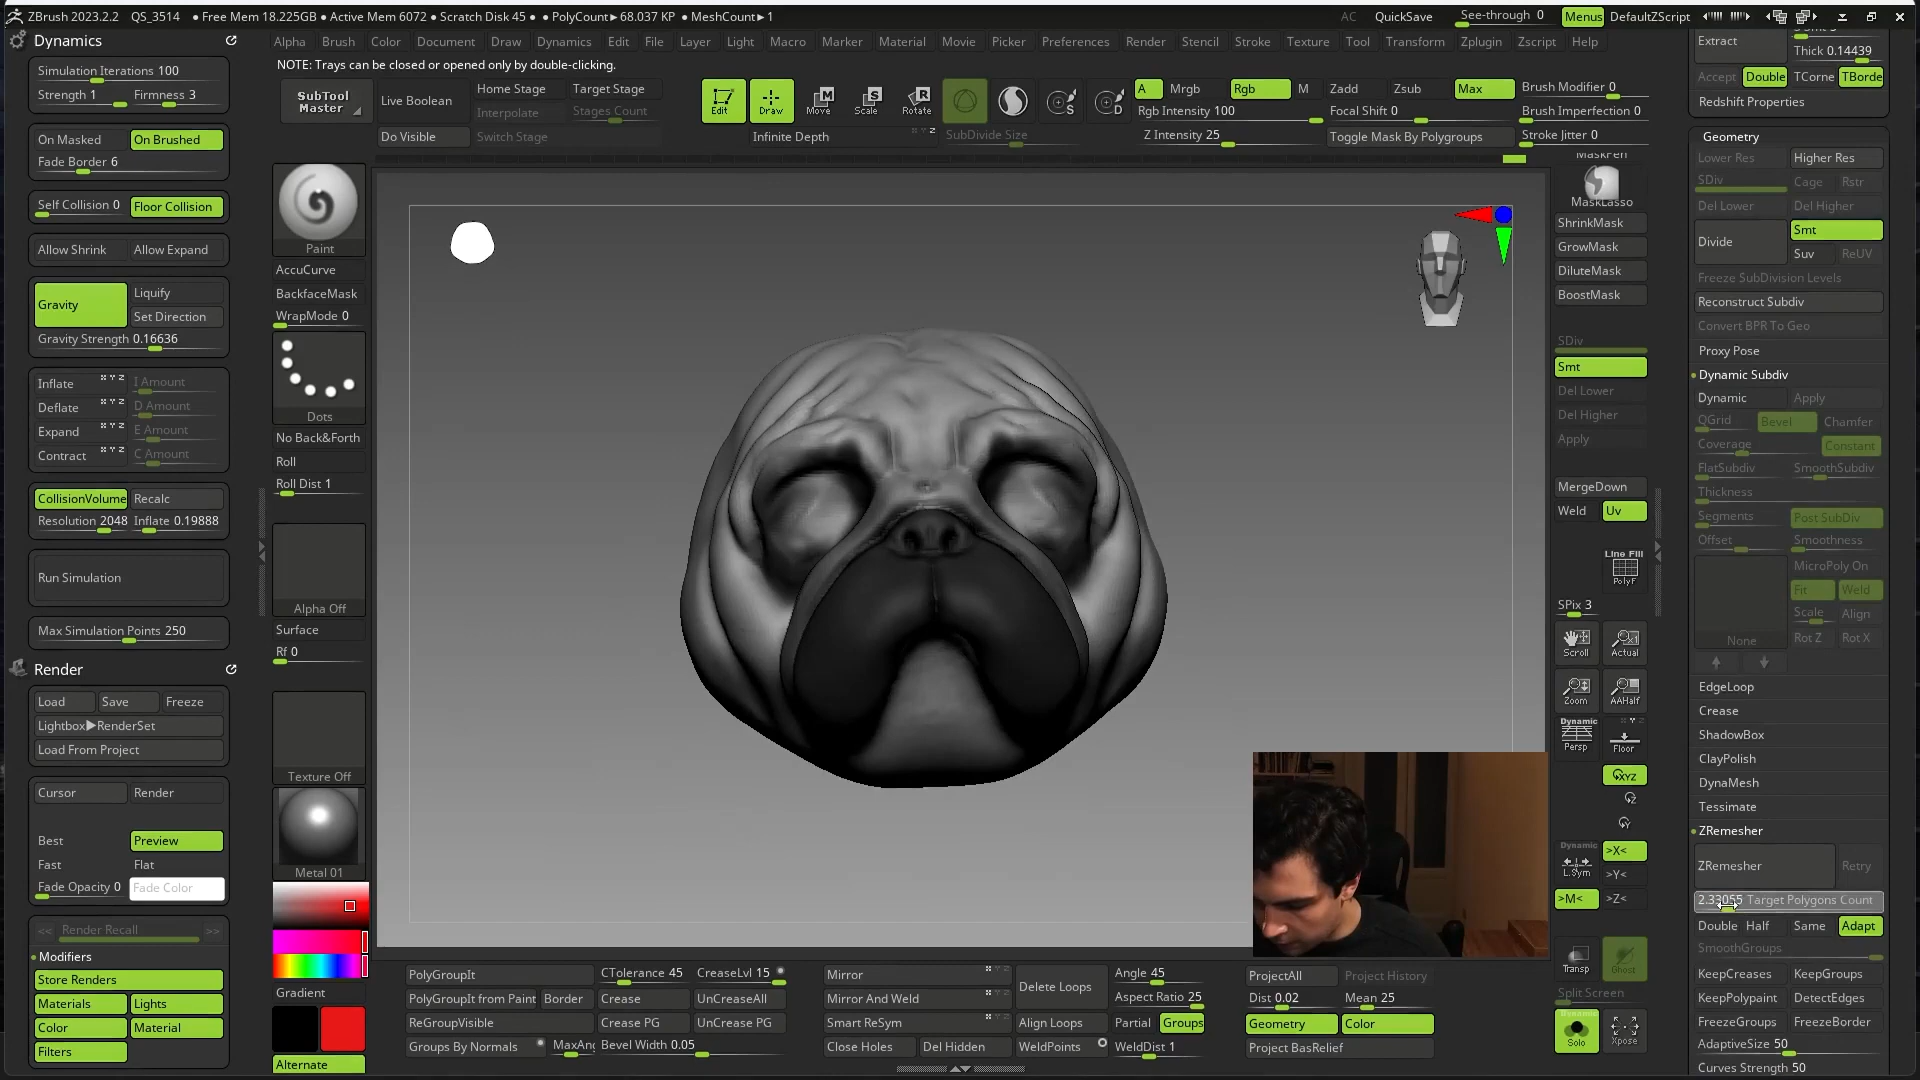 ZBrush 2023.2.2 QS_3514 ● Free Mem 18.225GB ● Active Mem 6072 ● Scratch Disk 45 ● ● PolyCount► 68.037 KP ● MeshCount► 1
AC QuickSave See-through 0 Menus DefaultZScript
Dynamics
Alpha Brush Color Document Draw Dynamics Edit File Layer Light Macro Marker Material Movie Picker Preferences Render Stencil Stroke Texture Tool Transform Zplugin Zscript Help
NOTE: Trays can be closed or opened only by double-clicking.
Simulation Iterations 100
Strength 1 Firmness 3
On Masked On Brushed
Fade Border 6
Self Collision 0 Floor Collision
Allow Shrink Allow Expand
Gravity Liquify
Set Direction
Gravity Strength 0.16636
Inflate I Amount
Deflate D Amount
Expand E Amount
Contract C Amount
CollisionVolume Recalc
Resolution 2048 Inflate 0.19888
Run Simulation
Max Simulation Points 250
Render
Load Save Freeze
Lightbox►RenderSet
Load From Project
Cursor Render
Best Preview
Fast Flat
Fade Opacity 0 Fade Color
<< Render Recall >>
Modifiers
Store Renders
Materials Lights
Color Material
Filters
SubTool
Master
Live Boolean
Do Visible
Home Stage Target Stage
Interpolate Stages Count
Switch Stage
Edit Draw Move Scale Rotate
Infinite Depth
SubDivide Size
A Mrgb Rgb M Zadd Zsub Max Brush Modifier 0
Rgb Intensity 100 Focal Shift 0 Brush Imperfection 0
Z Intensity 25 Toggle Mask By Polygroups Stroke Jitter 0
Paint
AccuCurve
BackfaceMask
WrapMode 0
Dots
No Back&Forth
Roll
Roll Dist 1
Alpha Off
Surface
Rf 0
Texture Off
Metal 01
Gradient
Alternate
MaskLasso
ShrinkMask
GrowMask
DiluteMask
BoostMask
SDiv
Smt
Del Lower
Del Higher
Apply
MergeDown
Weld Uv
Line Fill
PolyF
SPix 3
Scroll Actual
Zoom AAHalf
Dynamic
Persp Floor
XYZ
Dynamic
L.Sym >X<
>Y<
>M< >Z<
Transp Ghost
Split Screen
Dynamic
Solo Xpose
Extract
Thick 0.14439
Accept Double TCorne TBorde
Redshift Properties
Geometry
Lower Res Higher Res
SDiv Cage Rstr
Del Lower Del Higher
Divide Smt
Suv ReUV
Freeze SubDivision Levels
Reconstruct Subdiv
Convert BPR To Geo
Proxy Pose
Dynamic Subdiv
Dynamic Apply
QGrid Bevel Chamfer
Coverage Constant
FlatSubdiv SmoothSubdiv
Thickness
Segments Post SubDiv
Offset Smoothness
MicroPoly On
Fit Weld
Scale Align
None Rot Z Rot X
EdgeLoop
Crease
ShadowBox
ClayPolish
DynaMesh
Tessimate
ZRemesher
ZRemesher Retry
Target Polygons Count
Double Half Same Adapt
SmoothGroups
KeepCreases KeepGroups
KeepPolypaint DetectEdges
FreezeGroups FreezeBorder
AdaptiveSize 50
Curves Strength 50
PolyGroupIt CTolerance 45 CreaseLvl 15
PolyGroupIt from Paint Border Crease UnCreaseAll
ReGroupVisible Crease PG UnCrease PG
Groups By Normals MaxAng Bevel Width 0.05
Mirror
Mirror And Weld
Smart ReSym
Close Holes Del Hidden
Delete Loops Angle 45
Aspect Ratio 25
Align Loops Partial Groups
WeldPoints WeldDist 1
ProjectAll Project History
Dist 0.02 Mean 25
Geometry Color
Project BasRelief